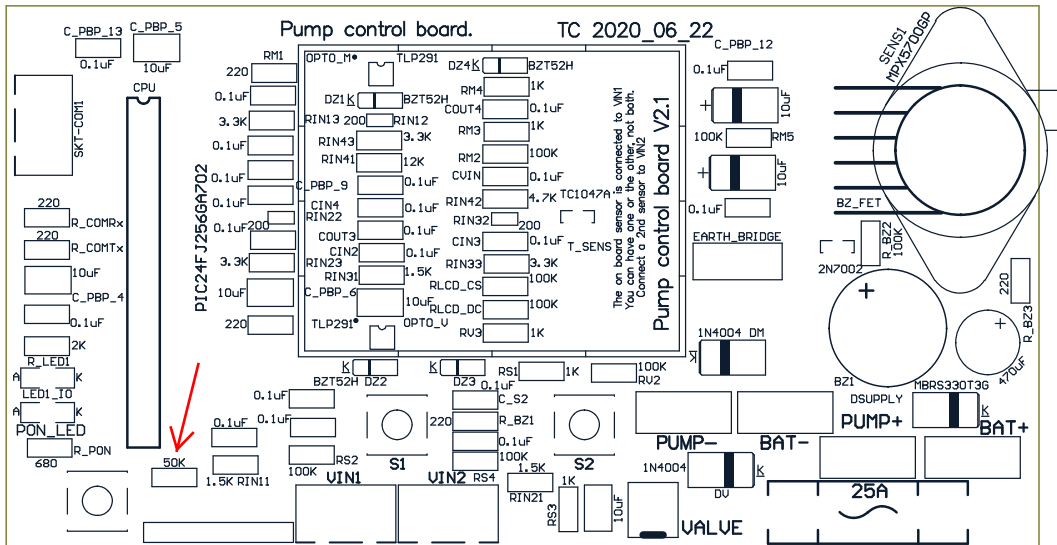 Pump control board. TC 2020_06_22
C_PBP_13 C_PBP_5
0.1uF 10uF
CPU
SKT-COM1
PIC24FJ256GA702
RM1
220
0.1uF
3.3K
0.1uF
0.1uF
0.1uF
200 RIN22
0.1uF
3.3K RIN23
10uF
220
OPTO_M TLP291
DZ1 K BZT52H
RIN13 200 RIN12
RIN43 3.3K
RIN41 12K
C_PBP_9 0.1uF
CIN4 0.1uF
COUT3 0.1uF
CIN2 0.1uF
RIN31 1.5K
C_PBP_6 10uF
TLP291 OPTO_V
DZ4 K BZT52H
RM4 1K
COUT4 0.1uF
RM3 1K
RM2 100K
CVIN 0.1uF
RIN42 4.7K
RIN32 200
CIN3 0.1uF
RIN33 3.3K
RLCD_CS 100K
RLCD_DC 100K
RV3 1K
TC1047A
T_SENS
The on board sensor is connected to VIN1
You can have one or the other, not both.
Connect a 2nd sensor to VIN2
Pump control board V2.1
C_PBP_12
0.1uF
+ 10uF
100K RM5
+ 10uF
0.1uF
EARTH_BRIDGE
SENS1
MPX5700GP
BZ_FET
R_BZ2
100K
2N7002
220
R_BZ3
+
BZ1
+
470uF
1N4004 DM
K
220
R_COMRx
220
R_COMTx
10uF
C_PBP_4
0.1uF
2K
R_LED1
A K
LED1_IO
A K
PON_LED
R_PON
680
50K
0.1uF
1.5K RIN11
BZT52H K DZ2
K DZ3
0.1uF
0.1uF
0.1uF
100K RS2
S1
C_S2
220 R_BZ1
0.1uF
100K
RS4
RS1 1K
100K
RV2
S2
VIN1 VIN2
1.5K
RIN21
1K
RS3
10uF
VALVE
PUMP- BAT-
1N4004 K
DV
MBRS330T3G
DSUPPLY K
PUMP+ BAT+
25A